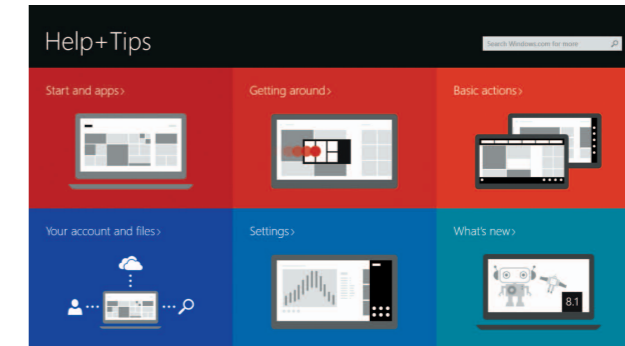 Help+Tips
Search Windows.com for more
Start and apps>
Getting around>
Basic actions>
Your account and files>
Settings>
What's new>
8.1